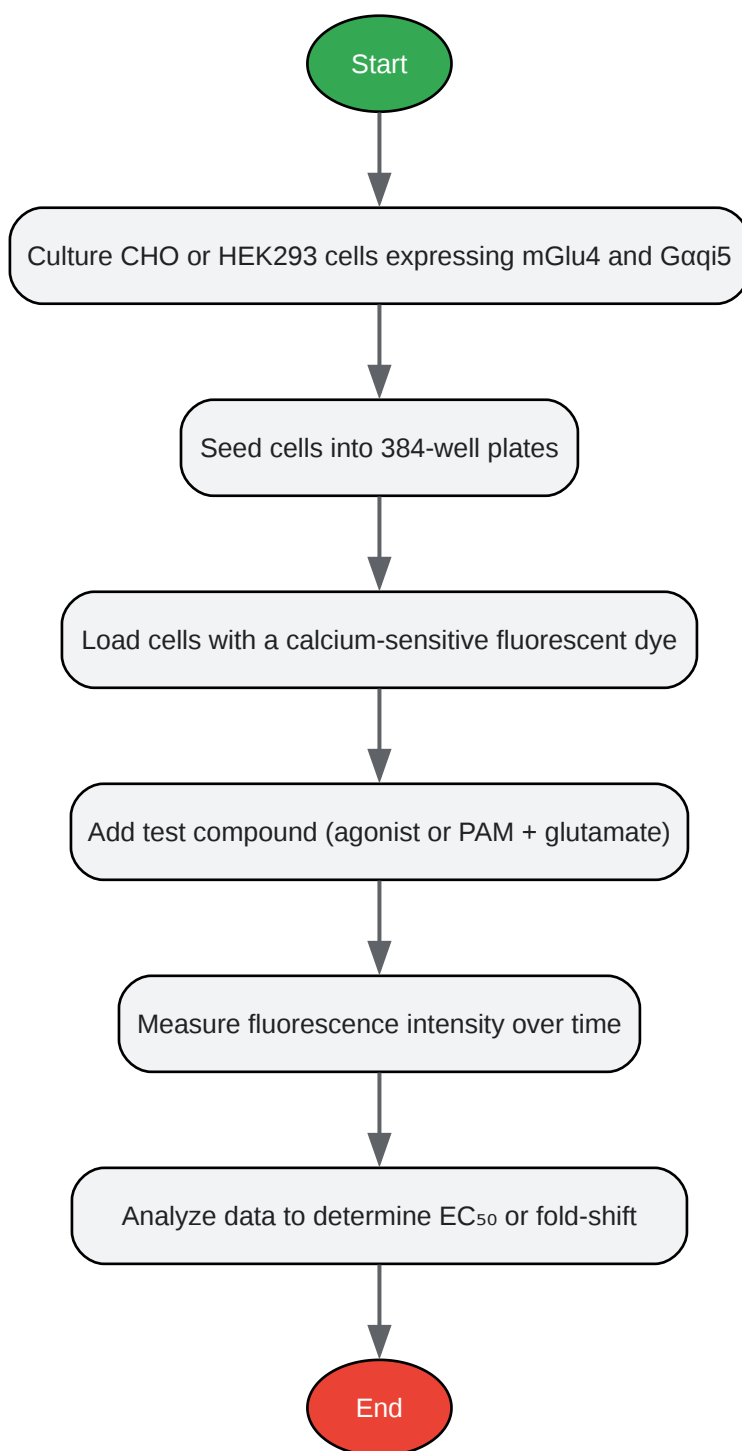 Start
Culture CHO or HEK293 cells expressing mGlu4 and Gαqi5
Seed cells into 384-well plates
Load cells with a calcium-sensitive fluorescent dye
Add test compound (agonist or PAM + glutamate)
Measure fluorescence intensity over time
Analyze data to determine EC₅₀ or fold-shift
End